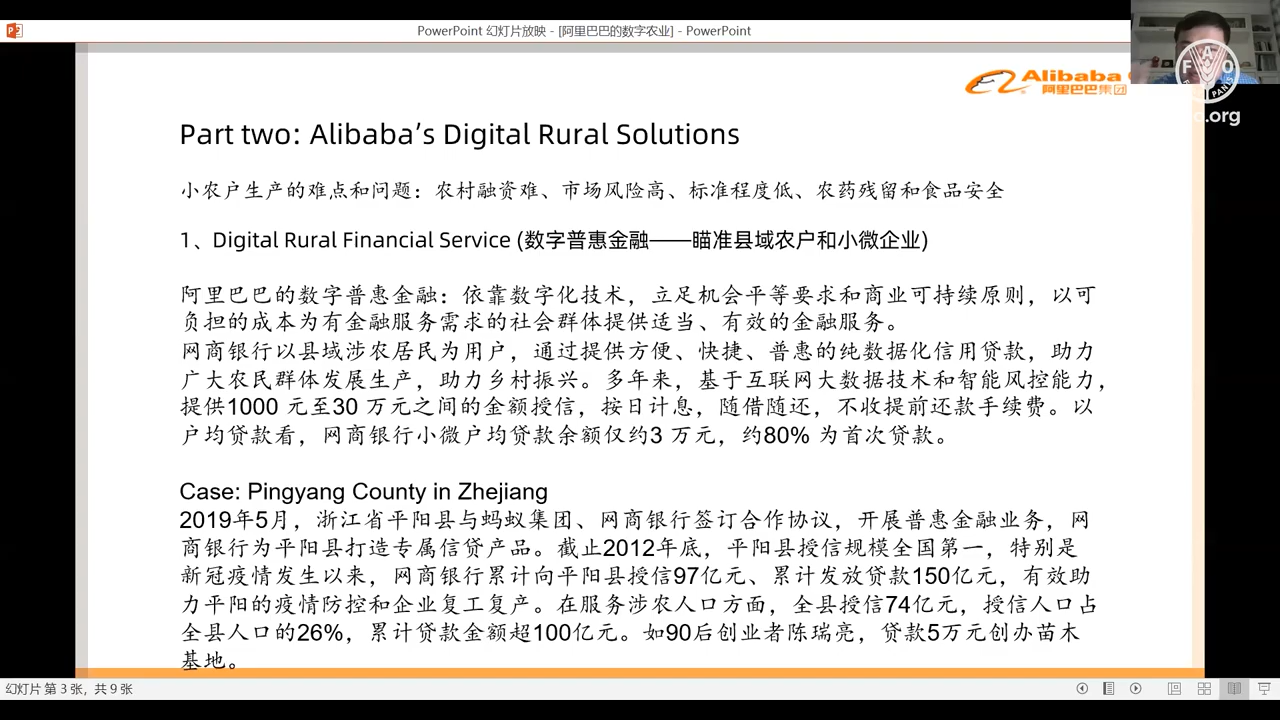 PowerPoint 幻灯片放映 - [阿里巴巴的数字农业] - PowerPoint
FAO
PANIS
.org
Alibaba
阿里巴巴集团
Part two: Alibaba's Digital Rural Solutions
小农户生产的难点和问题：农村融资难、市场风险高、标准程度低、农药残留和食品安全
1、Digital Rural Financial Service (数字普惠金融——瞄准县域农户和小微企业)
阿里巴巴的数字普惠金融：依靠数字化技术，立足机会平等要求和商业可持续原则，以可
负担的成本为有金融服务需求的社会群体提供适当、有效的金融服务。
网商银行以县域涉农居民为用户，通过提供方便、快捷、普惠的纯数据化信用贷款，助力
广大农民群体发展生产，助力乡村振兴。多年来，基于互联网大数据技术和智能风控能力，
提供1000 元至30 万元之间的金额授信，按日计息，随借随还，不收提前还款手续费。以
户均贷款看，网商银行小微户均贷款余额仅约3 万元，约80% 为首次贷款。
Case: Pingyang County in Zhejiang
2019年5月，浙江省平阳县与蚂蚁集团、网商银行签订合作协议，开展普惠金融业务，网
商银行为平阳县打造专属信贷产品。截止2012年底，平阳县授信规模全国第一，特别是
新冠疫情发生以来，网商银行累计向平阳县授信97亿元、累计发放贷款150亿元，有效助
力平阳的疫情防控和企业复工复产。在服务涉农人口方面，全县授信74亿元，授信人口占
全县人口的26%，累计贷款金额超100亿元。如90后创业者陈瑞亮，贷款5万元创办苗木
基地。
幻灯片 第 3 张，共 9 张